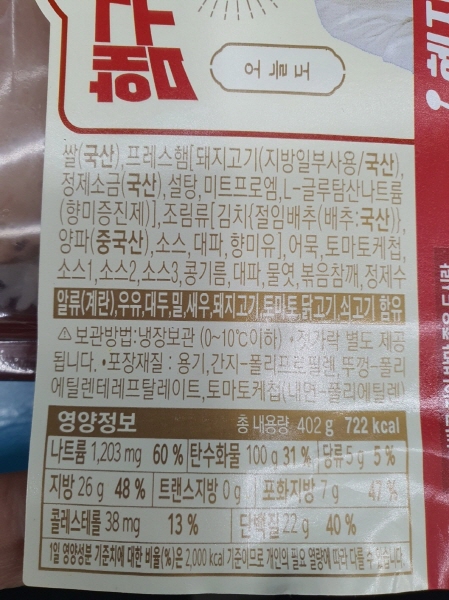 오늘도
쌀(국산), 프레스햄[돼지고기(지방일부사용/국산),
정제소금(국산), 설탕, 미트프로엠, L-글루탐산나트륨
(향미증진제)], 조림류[김치{절임배추(배추:국산)},
양파(중국산), 소스, 대파, 향미유], 어묵, 토마토케첩,
소스1, 소스2, 소스3, 콩기름, 대파, 물엿, 볶음참깨, 정제수
알류(계란), 우유, 대두, 밀, 새우, 돼지고기, 토마토, 닭고기, 쇠고기 함유
⚠보관방법:냉장보관 (0~10℃이하) •젓가락 별도 제공
됩니다. •포장재질 : 용기, 간지-폴리프로필렌, 뚜껑-폴리
에틸렌테레프탈레이트, 토마토케첩(내면-폴리에틸렌)
영양정보 총 내용량 402 g 722 kcal
나트륨 1,203 mg 60 % 탄수화물 100 g 31 % 당류 5 g 5 %
지방 26 g 48 % 트랜스지방 0 g 포화지방 7 g 47 %
콜레스테롤 38 mg 13 % 단백질 22 g 40 %
1일 영양성분 기준치에 대한 비율(%)은 2,000 kcal 기준이므로 개인의 필요 열량에 따라 다를 수 있습니다.